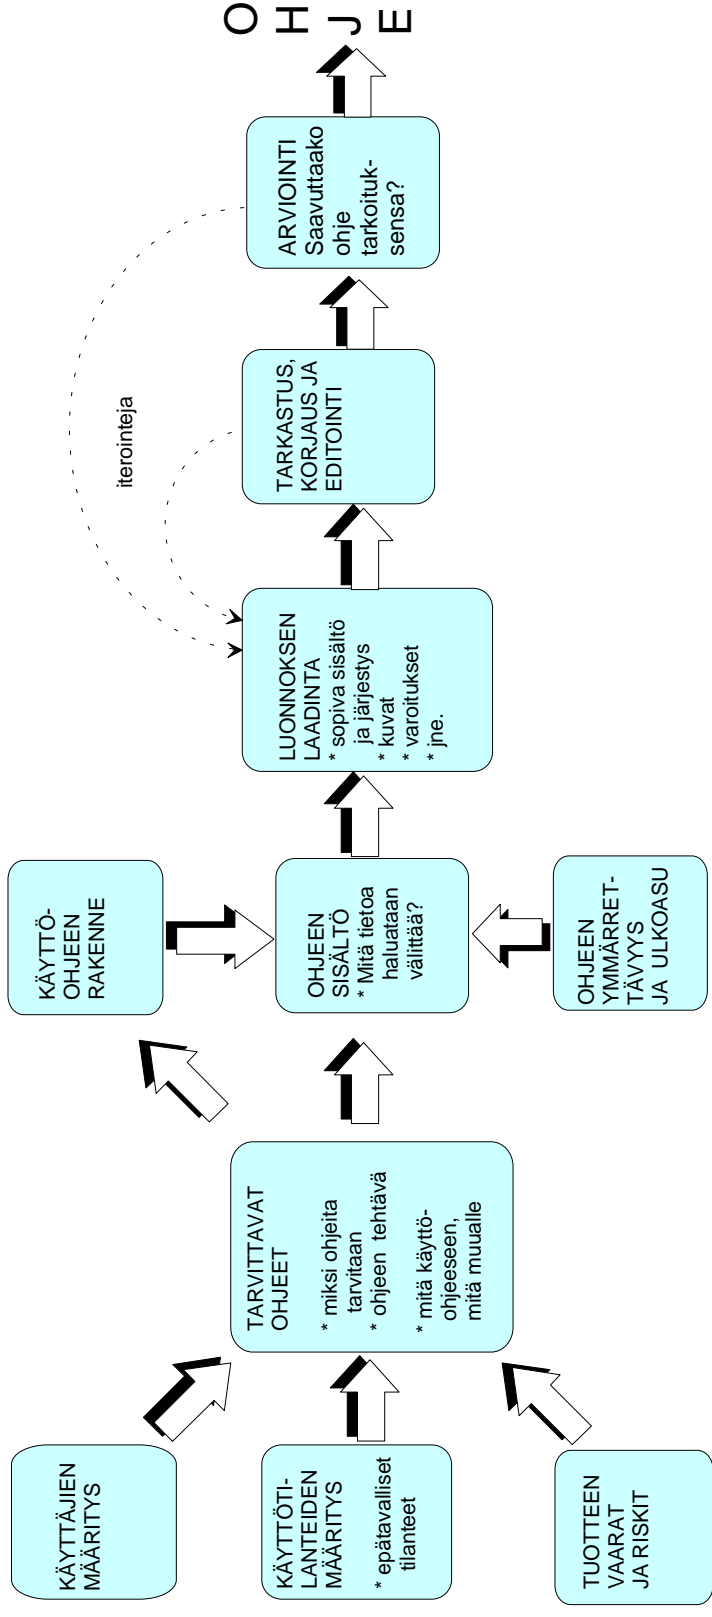 KÄYTTÄJIEN
MÄÄRITYS
KÄYTTÖTI-
LANTEIDEN
MÄÄRITYS
* epätavalliset
tilanteet
TUOTTEEN
VAARAT
JA RISKIT
TARVITTAVAT
OHJEET
* miksi ohjeita
tarvitaan
* ohjeen tehtävä
* mitä käyttö-
ohjeeseen,
mitä muualle
KÄYTTÖ-
OHJEEN
RAKENNE
OHJEEN
SISÄLTÖ
* Mitä tietoa
haluataan
välittää?
OHJEEN
YMMÄRRET-
TÄVYYS
JA ULKOASU
LUONNOKSEN
LAADINTA
* sopiva sisältö
ja järjestys
* kuvat
* varoitukset
* jne.
iterointeja
TARKASTUS,
KORJAUS JA
EDITOINTI
ARVIOINTI
Saavuttaako
ohje
tarkoituk-
sensa?
O
H
J
E